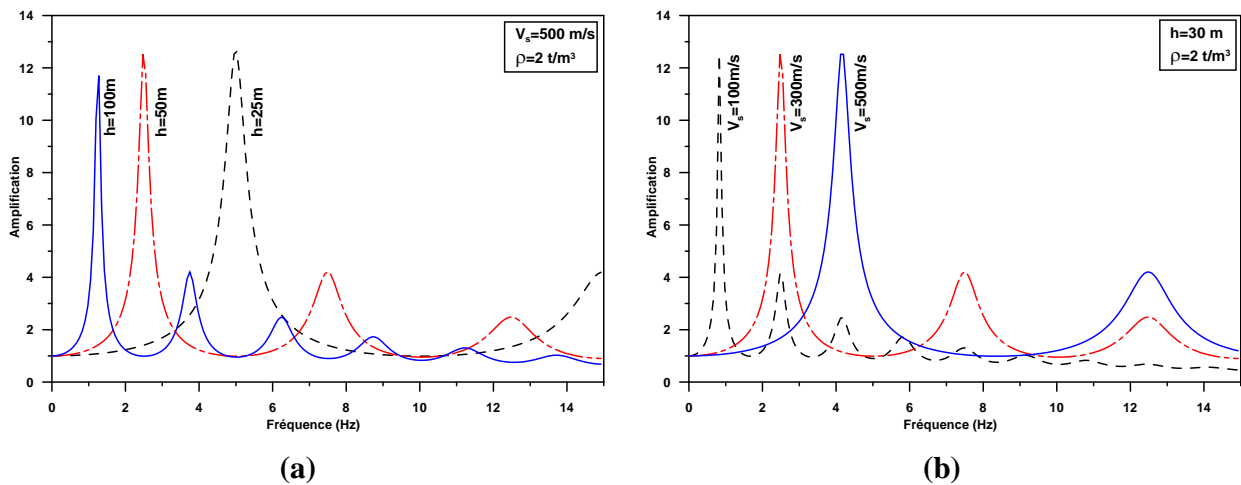 14
12
10
8
6
4
2
0
Amplification
0 2 4 6 8 10 12 14
Fréquence (Hz)
Vs=500 m/s
ρ=2 t/m³
h=100m
h=50m
h=25m
(a)
14
12
10
8
6
4
2
0
Amplification
0 2 4 6 8 10 12 14
Fréquence (Hz)
h=30 m
ρ=2 t/m³
Vs=100m/s
Vs=300m/s
Vs=500m/s
(b)